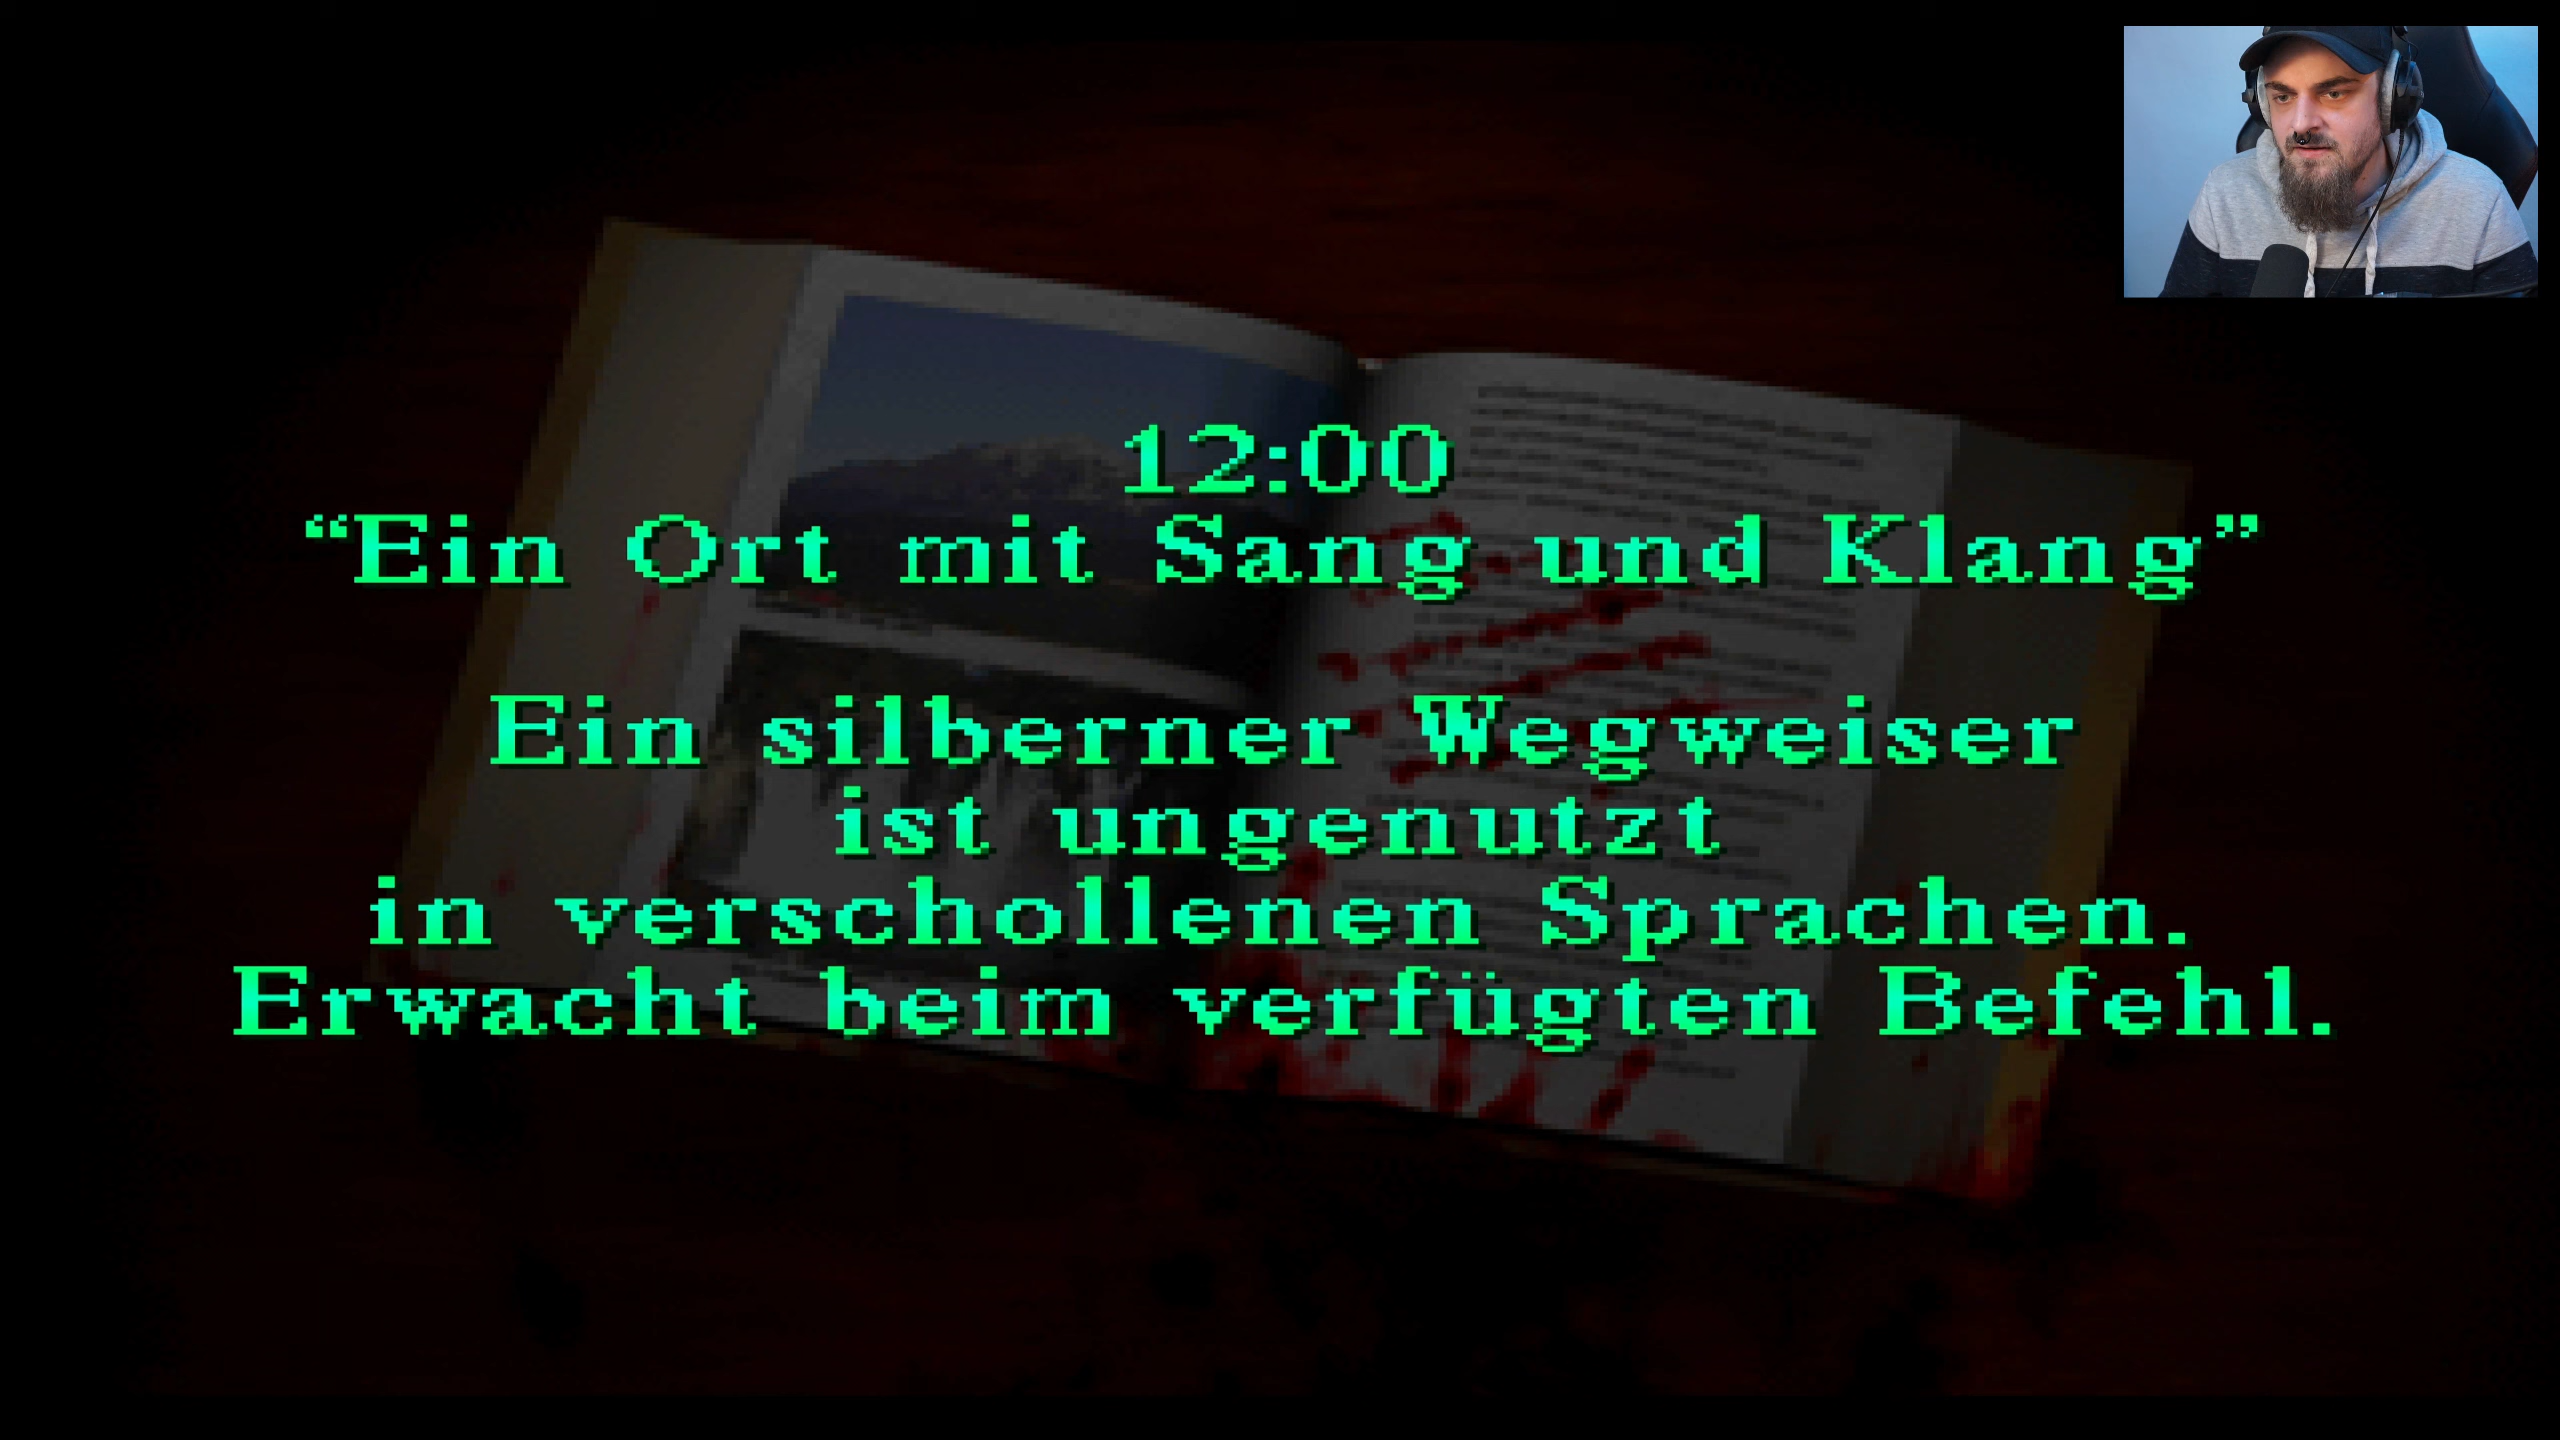 12:00
“Ein Ort mit Sang und Klang”
Ein silberner Wegweiser
ist ungenutzt
in verschollenen Sprachen.
Erwacht beim verfügten Befehl.